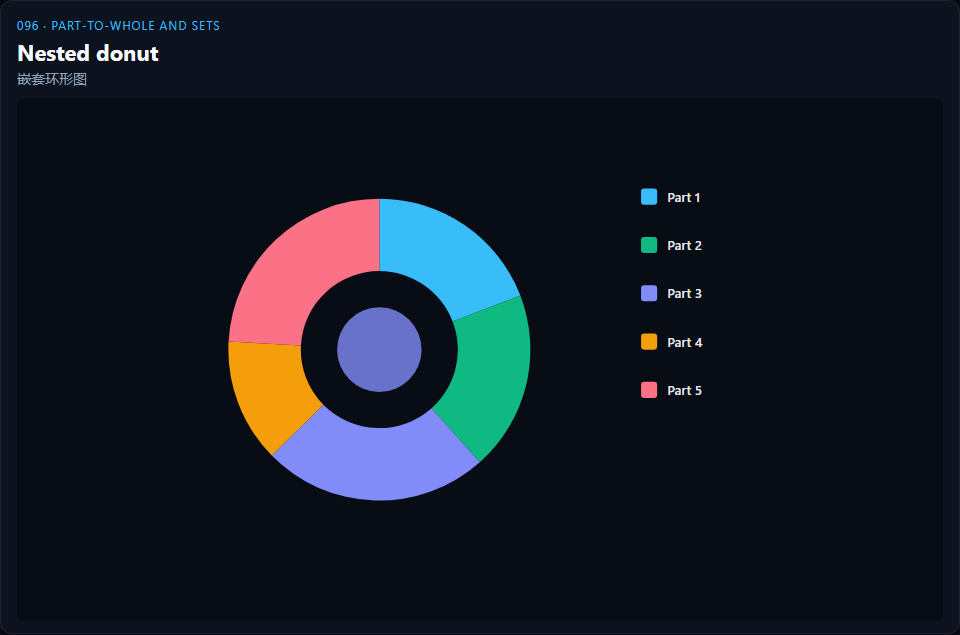 096 · PART-TO-WHOLE AND SETS
Nested donut
嵌套环形图
Part 1
Part 2
Part 3
Part 4
Part 5